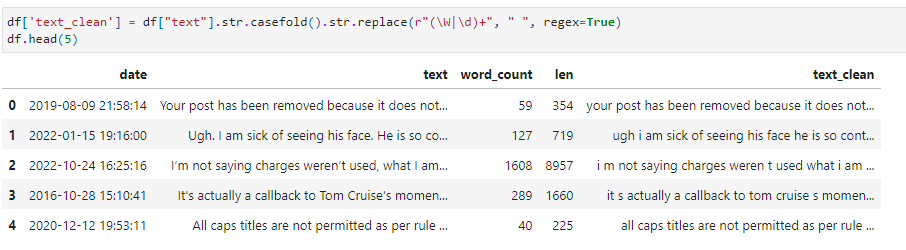 df['text_clean'] = df["text"].str.casefold().str.replace(r"(\W|\d)+", " ", regex=True)
df.head(5)
date text word_count len text_clean
0 2019-08-09 21:58:14 Your post has been removed because it does not... 59 354 your post has been removed because it does not...
1 2022-01-15 19:16:00 Ugh. I am sick of seeing his face. He is so co... 127 719 ugh i am sick of seeing his face he is so cont...
2 2022-10-24 16:25:16 I’m not saying charges weren’t used, what I am... 1608 8957 i m not saying charges weren t used what i am ...
3 2016-10-28 15:10:41 It's actually a callback to Tom Cruise's momen... 289 1660 it s actually a callback to tom cruise s momen...
4 2020-12-12 19:53:11 All caps titles are not permitted as per rule ... 40 225 all caps titles are not permitted as per rule ...